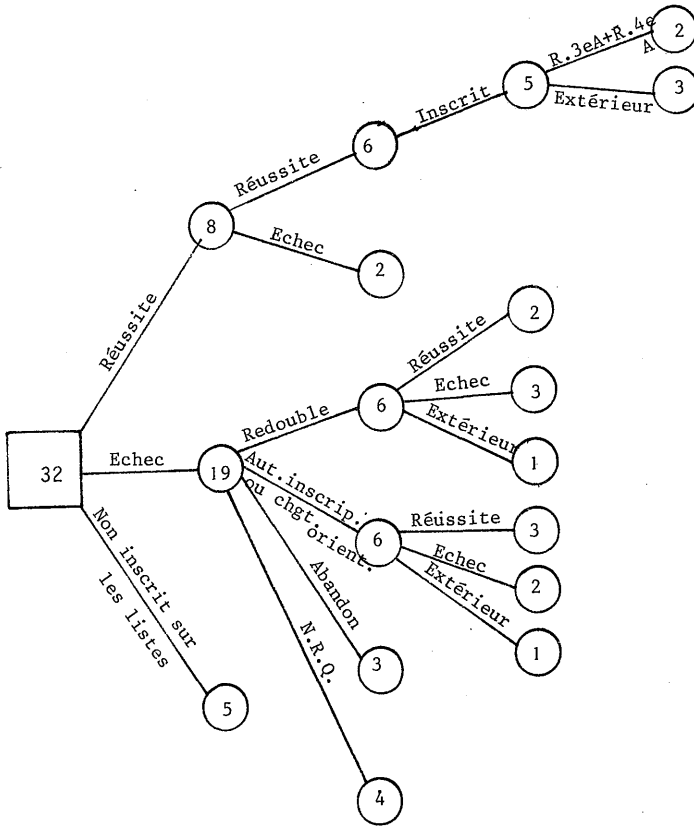 R.3eA+R.4e
A
2
5
Extérieur
3
Inscrit
6
Réussite
8
Echec
2
Réussite
2
Réussite
Echec
3
6
Redouble
Extérieur
1
32
Echec
19
Aut.inscrip.
ou chgt.
orient.
6
Réussite
3
Echec
2
Extérieur
1
Non inscrit sur
les listes
5
Abandon
3
N.R.Q.
4